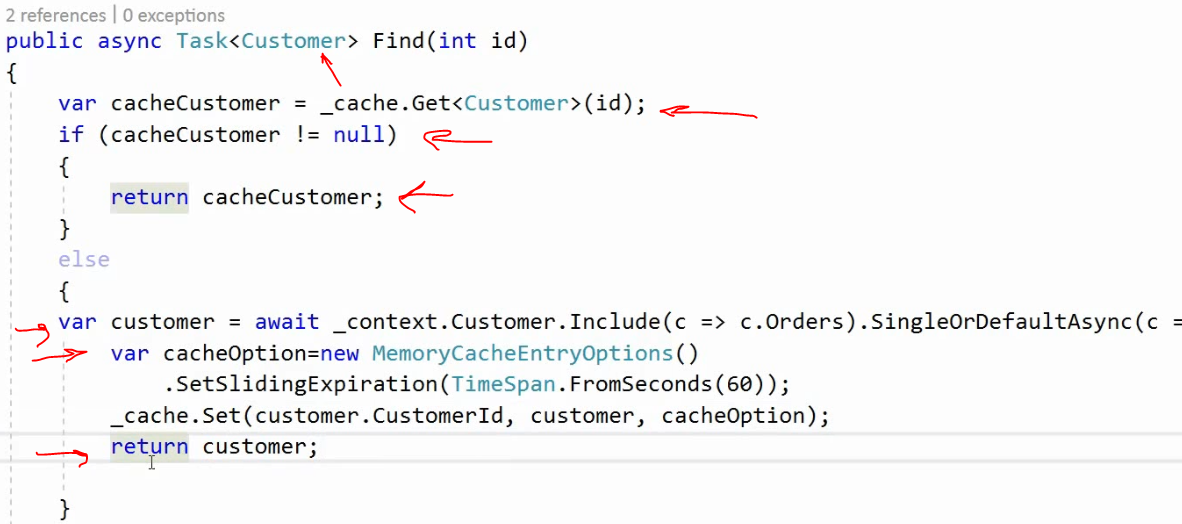 2 references | 0 exceptions
public async Task<Customer> Find(int id)
{
var cacheCustomer = _cache.Get<Customer>(id);
if (cacheCustomer != null)
{
return cacheCustomer;
}
else
{
var customer = await _context.Customer.Include(c => c.Orders).SingleOrDefaultAsync(c =
var cacheOption=new MemoryCacheEntryOptions()
.SetSlidingExpiration(TimeSpan.FromSeconds(60));
_cache.Set(customer.CustomerId, customer, cacheOption);
return customer;
}